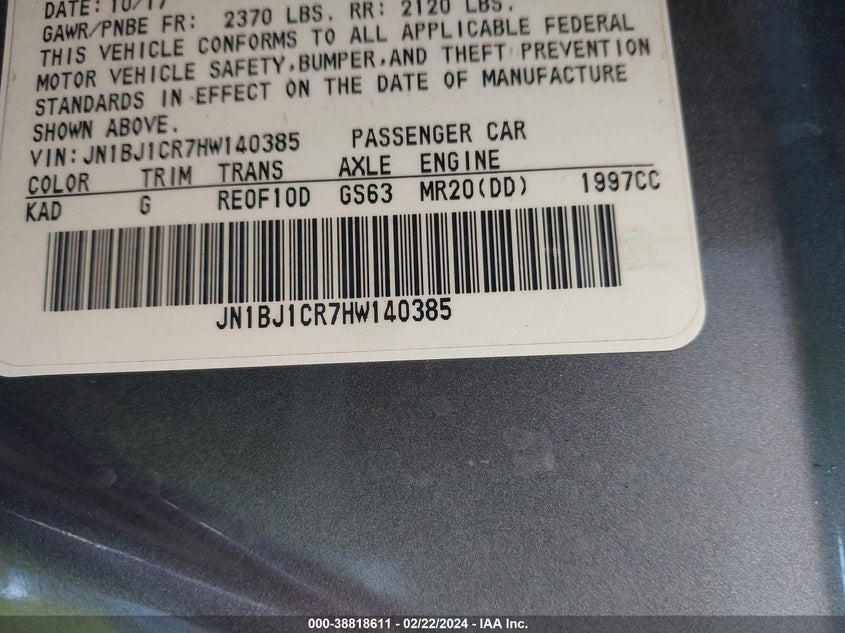 DATE: 10/17
GAWR/PNBE FR: 2370 LBS. RR: 2120 LBS.
THIS VEHICLE CONFORMS TO ALL APPLICABLE FEDERAL
MOTOR VEHICLE SAFETY,BUMPER,AND THEFT PREVENTION
STANDARDS IN EFFECT ON THE DATE OF MANUFACTURE
SHOWN ABOVE.
VIN:JN1BJ1CR7HW140385 PASSENGER CAR
COLOR TRIM TRANS AXLE ENGINE
KAD G RE0F10D GS63 MR20(DD) 1997CC
JN1BJ1CR7HW140385
000-38818611 - 02/22/2024 - IAA Inc.